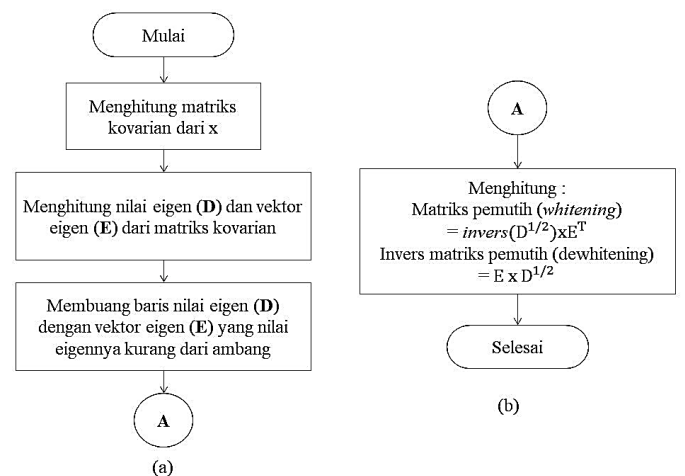 Mulai
Menghitung matriks
kovarian dari x
Menghitung nilai eigen (D) dan vektor
eigen (E) dari matriks kovarian
Membuang baris nilai eigen (D)
dengan vektor eigen (E) yang nilai
eigennya kurang dari ambang
A
(a)
A
Menghitung :
Matriks pemutih (whitening)
= invers(D^{1/2})xE^T
Invers matriks pemutih (dewhitening)
= E x D^{1/2}
Selesai
(b)